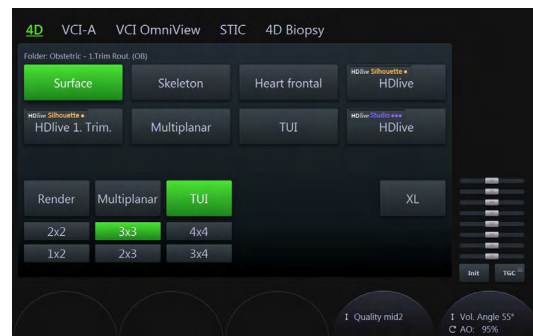 4D VCI-A VCI OmniView STIC 4D Biopsy
Folder: Obstetric - 1.Trim Rout. (OB)
Surface Skeleton Heart frontal HDlive Silhouette HDlive
HDlive Silhouette HDlive 1. Trim. Multiplanar TUI HDlive Studio HDlive
Render Multiplanar TUI XL
2x2 3x3 4x4
1x2 2x3 3x4
Init TGC
Quality mid2 Vol. Angle 55°
AO: 95%